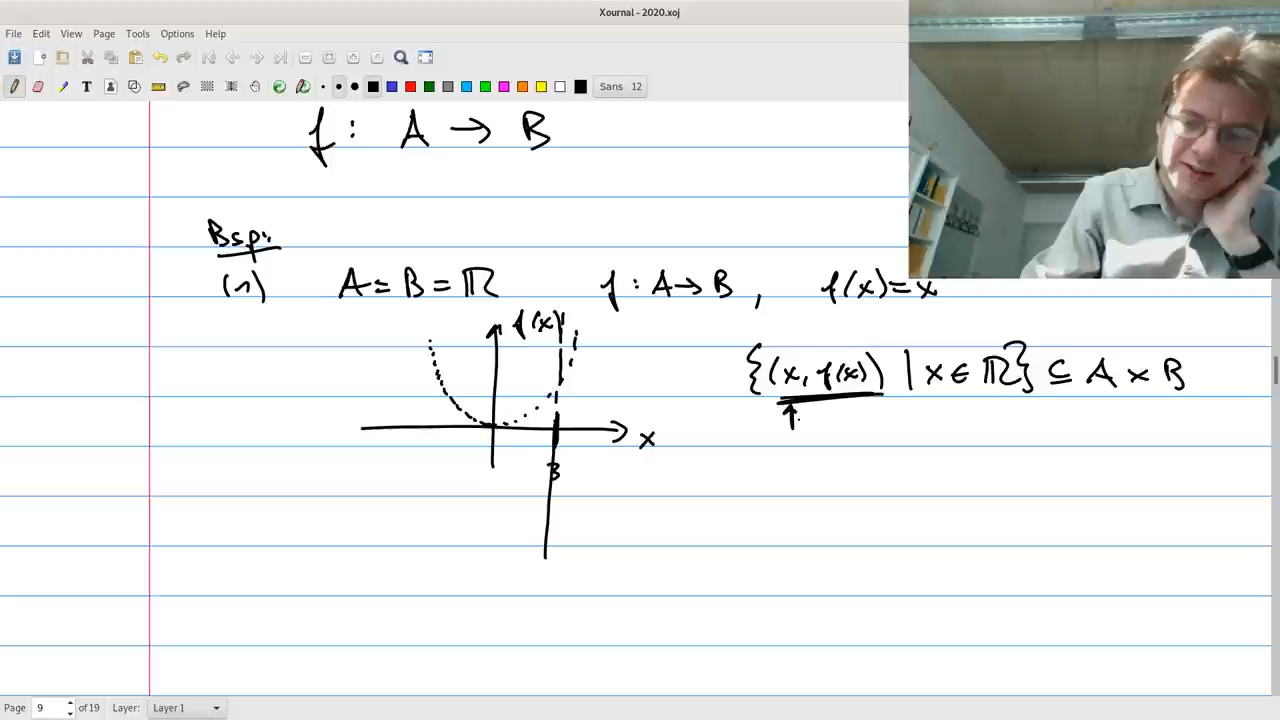 Xournal - 2020.xoj
File Edit View Page Tools Options Help
Sans 12
f : A → B
Bsp:
(1) A = B = ℝ f : A → B , f(x) = x
f(x)
{(x, f(x)) | x ∈ ℝ} ⊆ A × B
x
3
Page 9 of 19 Layer: Layer 1